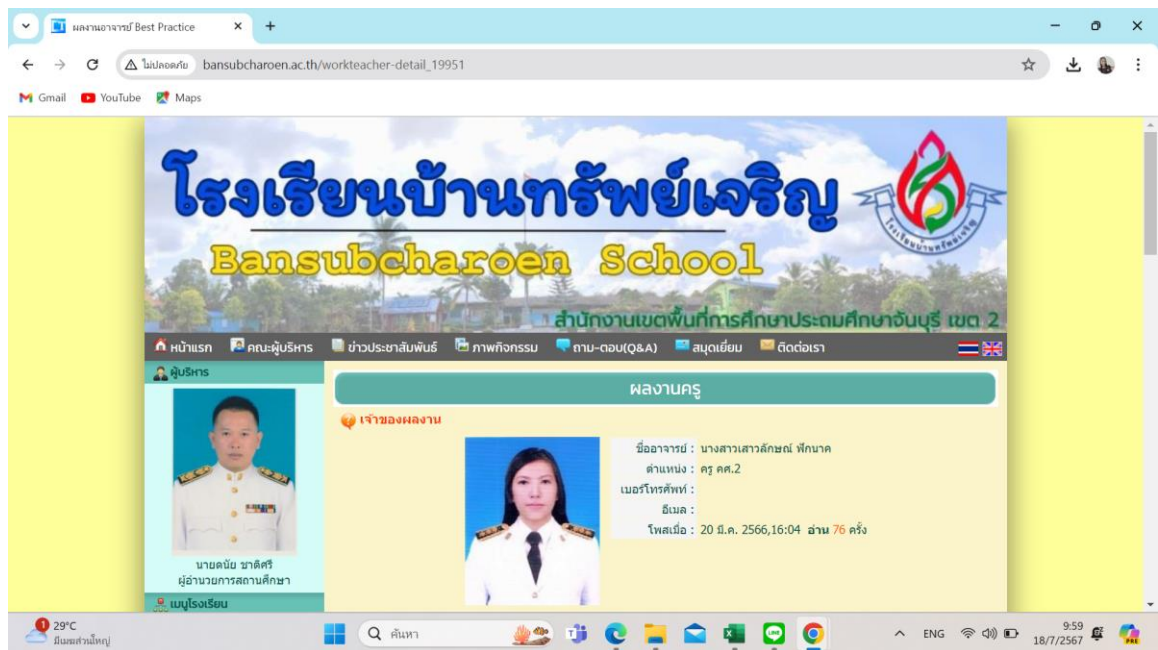 ผลงานอาจารย์ Best Practice
ไม่ปลอดภัย bansubcharoen.ac.th/workteacher-detail_19951
Gmail YouTube Maps
โรงเรียนบ้านทรัพย์เจริญ
Bansubcharoen School
สำนักงานเขตพื้นที่การศึกษาประถมศึกษาจันบุรี เขต 2
หน้าแรก คณะผู้บริหาร ข่าวประชาสัมพันธ์ ภาพกิจกรรม ถาม-ตอบ(Q&A) สมุดเยี่ยม ติดต่อเรา
ผู้บริหาร
นายดนัย ชาติศรี
ผู้อำนวยการสถานศึกษา
เมนูโรงเรียน
ผลงานครู
เจ้าของผลงาน
ชื่ออาจารย์ : นางสาวเสาวลักษณ์ ฟักนาค
ตำแหน่ง : ครู คศ.2
เบอร์โทรศัพท์ :
อีเมล :
โพสเมื่อ : 20 มี.ค. 2566,16:04 อ่าน 76 ครั้ง
1
29°C
มีเมฆส่วนใหญ่
ค้นหา
ENG
9:59
18/7/2567
PRE